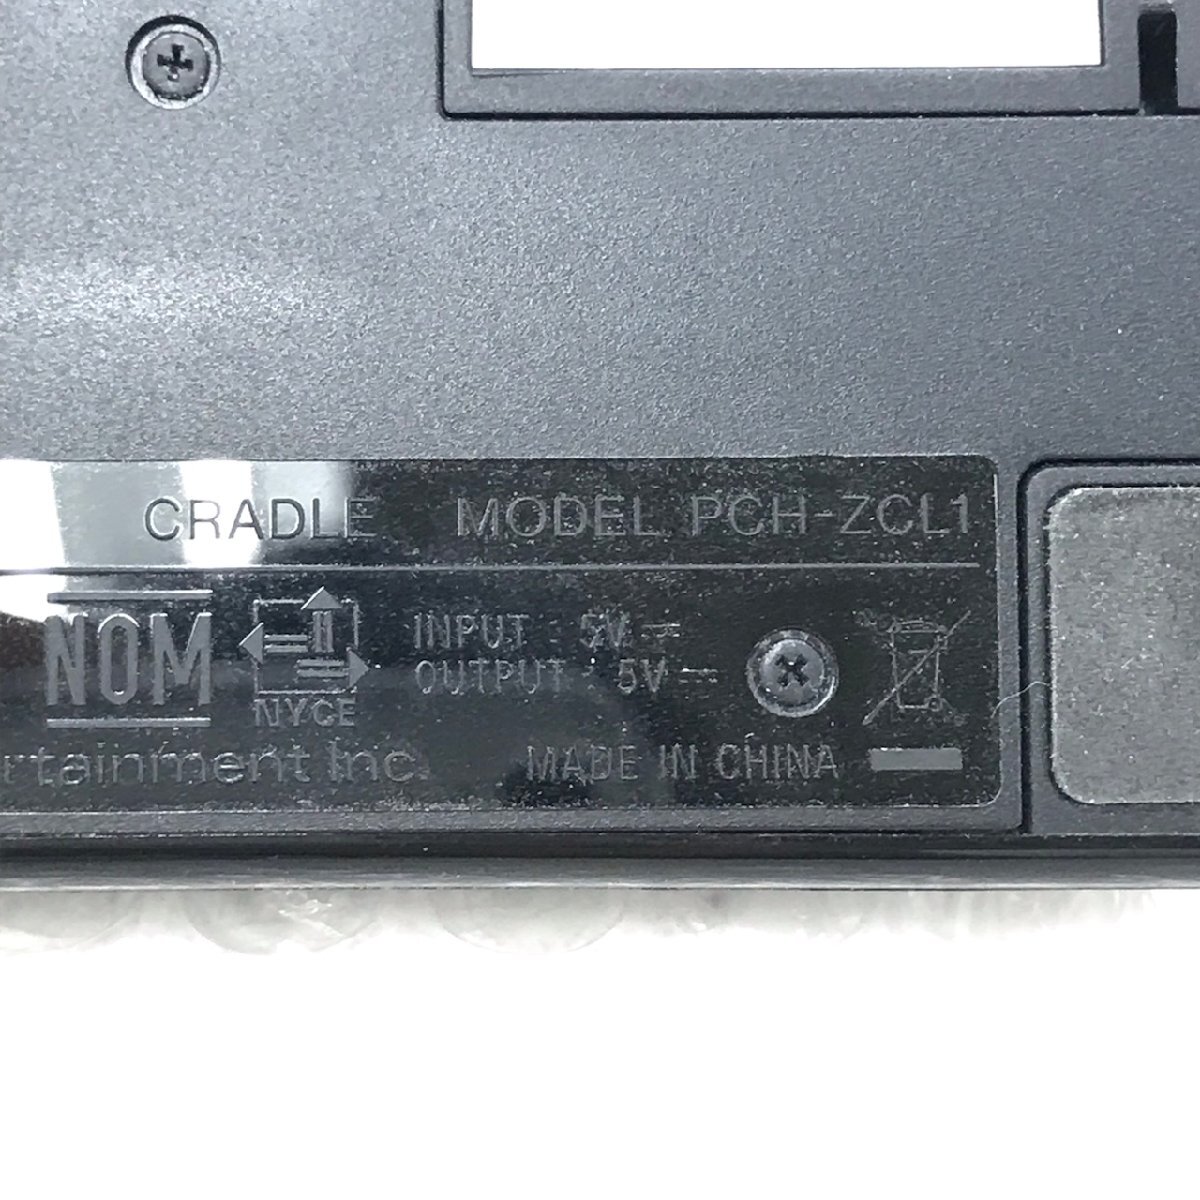 CRADLE MODEL PCH-ZCL1
NOM
NYCE
INPUT : 5V ⎓
OUTPUT : 5V ⎓
rtainment Inc.
MADE IN CHINA